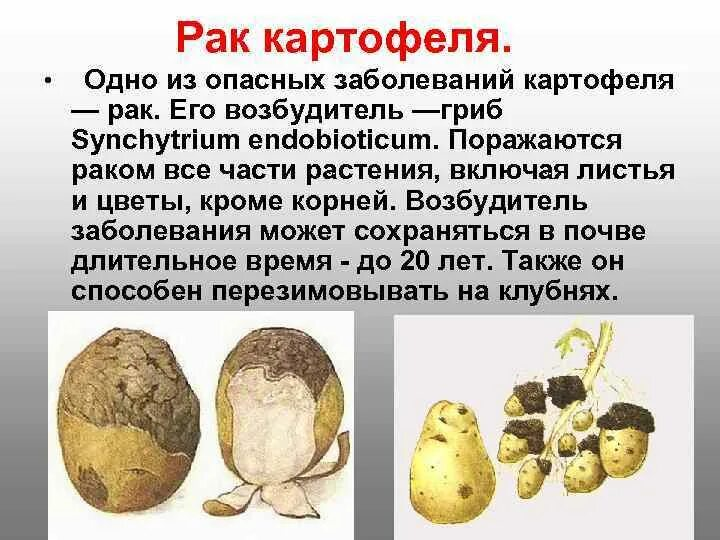 Рак картофеля.
• Одно из опасных заболеваний картофеля
— рак. Его возбудитель —гриб
Synchytrium endobioticum. Поражаются
раком все части растения, включая листья
и цветы, кроме корней. Возбудитель
заболевания может сохраняться в почве
длительное время - до 20 лет. Также он
способен перезимовывать на клубнях.